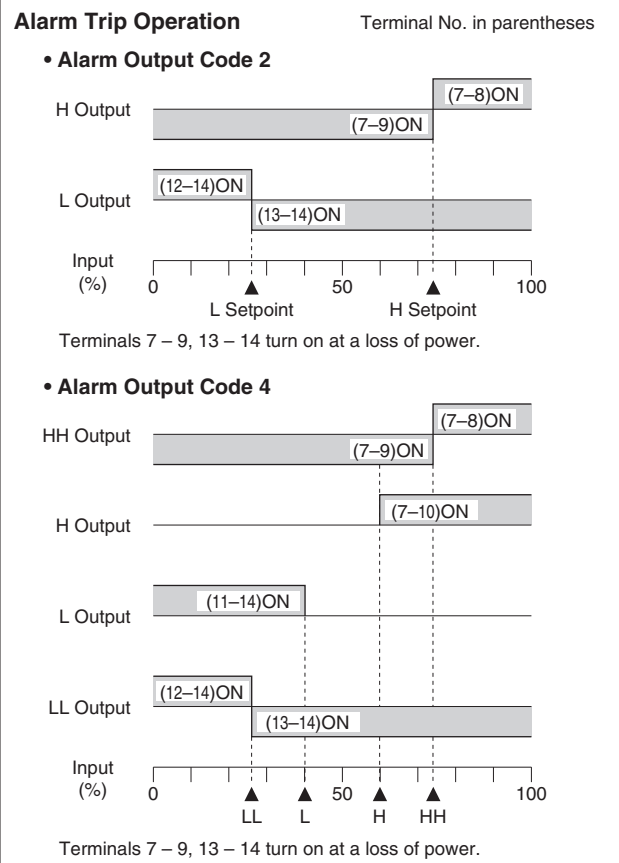 Alarm Trip Operation Terminal No. in parentheses
• Alarm Output Code 2
(7–8)ON
H Output
(7–9)ON
(12–14)ON
L Output
(13–14)ON
Input
(%)
0 50 100
L Setpoint H Setpoint
Terminals 7 – 9, 13 – 14 turn on at a loss of power.
• Alarm Output Code 4
(7–8)ON
HH Output
(7–9)ON
(7–10)ON
H Output
(11–14)ON
L Output
(12–14)ON
LL Output
(13–14)ON
Input
(%)
0 50 100
LL L H HH
Terminals 7 – 9, 13 – 14 turn on at a loss of power.